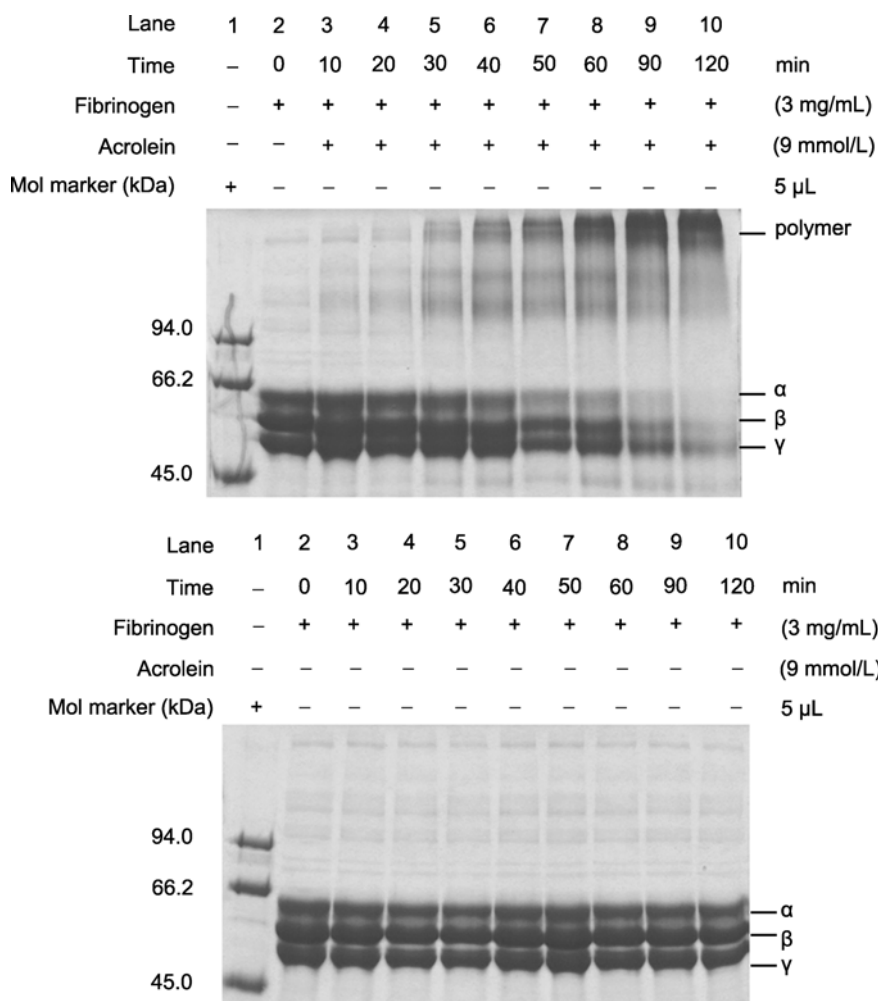 Lane 1 2 3 4 5 6 7 8 9 10
Time – 0 10 20 30 40 50 60 90 120 min
Fibrinogen – + + + + + + + + + (3 mg/mL)
Acrolein – – + + + + + + + + (9 mmol/L)
Mol marker (kDa) + – – – – – – – – – 5 µL
polymer
94.0
66.2
α
β
γ
45.0
Lane 1 2 3 4 5 6 7 8 9 10
Time – 0 10 20 30 40 50 60 90 120 min
Fibrinogen – + + + + + + + + + (3 mg/mL)
Acrolein – – – – – – – – – – (9 mmol/L)
Mol marker (kDa) + – – – – – – – – – 5 µL
94.0
66.2
α
β
γ
45.0